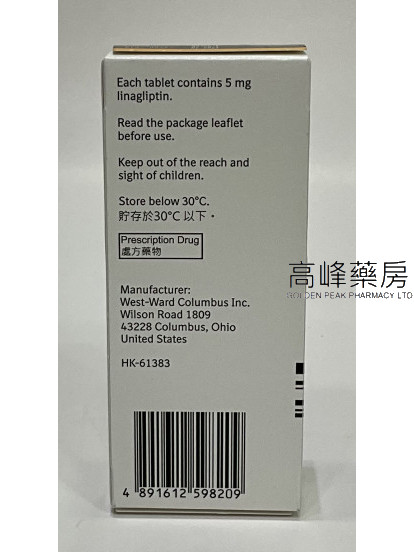 Each tablet contains 5 mg
linagliptin.
Read the package leaflet
before use.
Keep out of the reach and
sight of children.
Store below 30°C.
貯存於30°C 以下。
Prescription Drug
處方藥物
Manufacturer:
West-Ward Columbus Inc.
Wilson Road 1809
43228 Columbus, Ohio
United States
HK-61383
高峰藥房
GOLDEN PEAK PHARMACY LTD
4 891612 598209